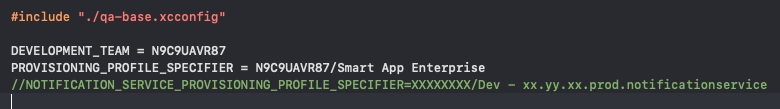 #include "./qa-base.xcconfig"
DEVELOPMENT_TEAM = N9C9UAVR87
PROVISIONING_PROFILE_SPECIFIER = N9C9UAVR87/Smart App Enterprise
//NOTIFICATION_SERVICE_PROVISIONING_PROFILE_SPECIFIER=XXXXXXXX/Dev - xx.yy.xx.prod.notificationservice